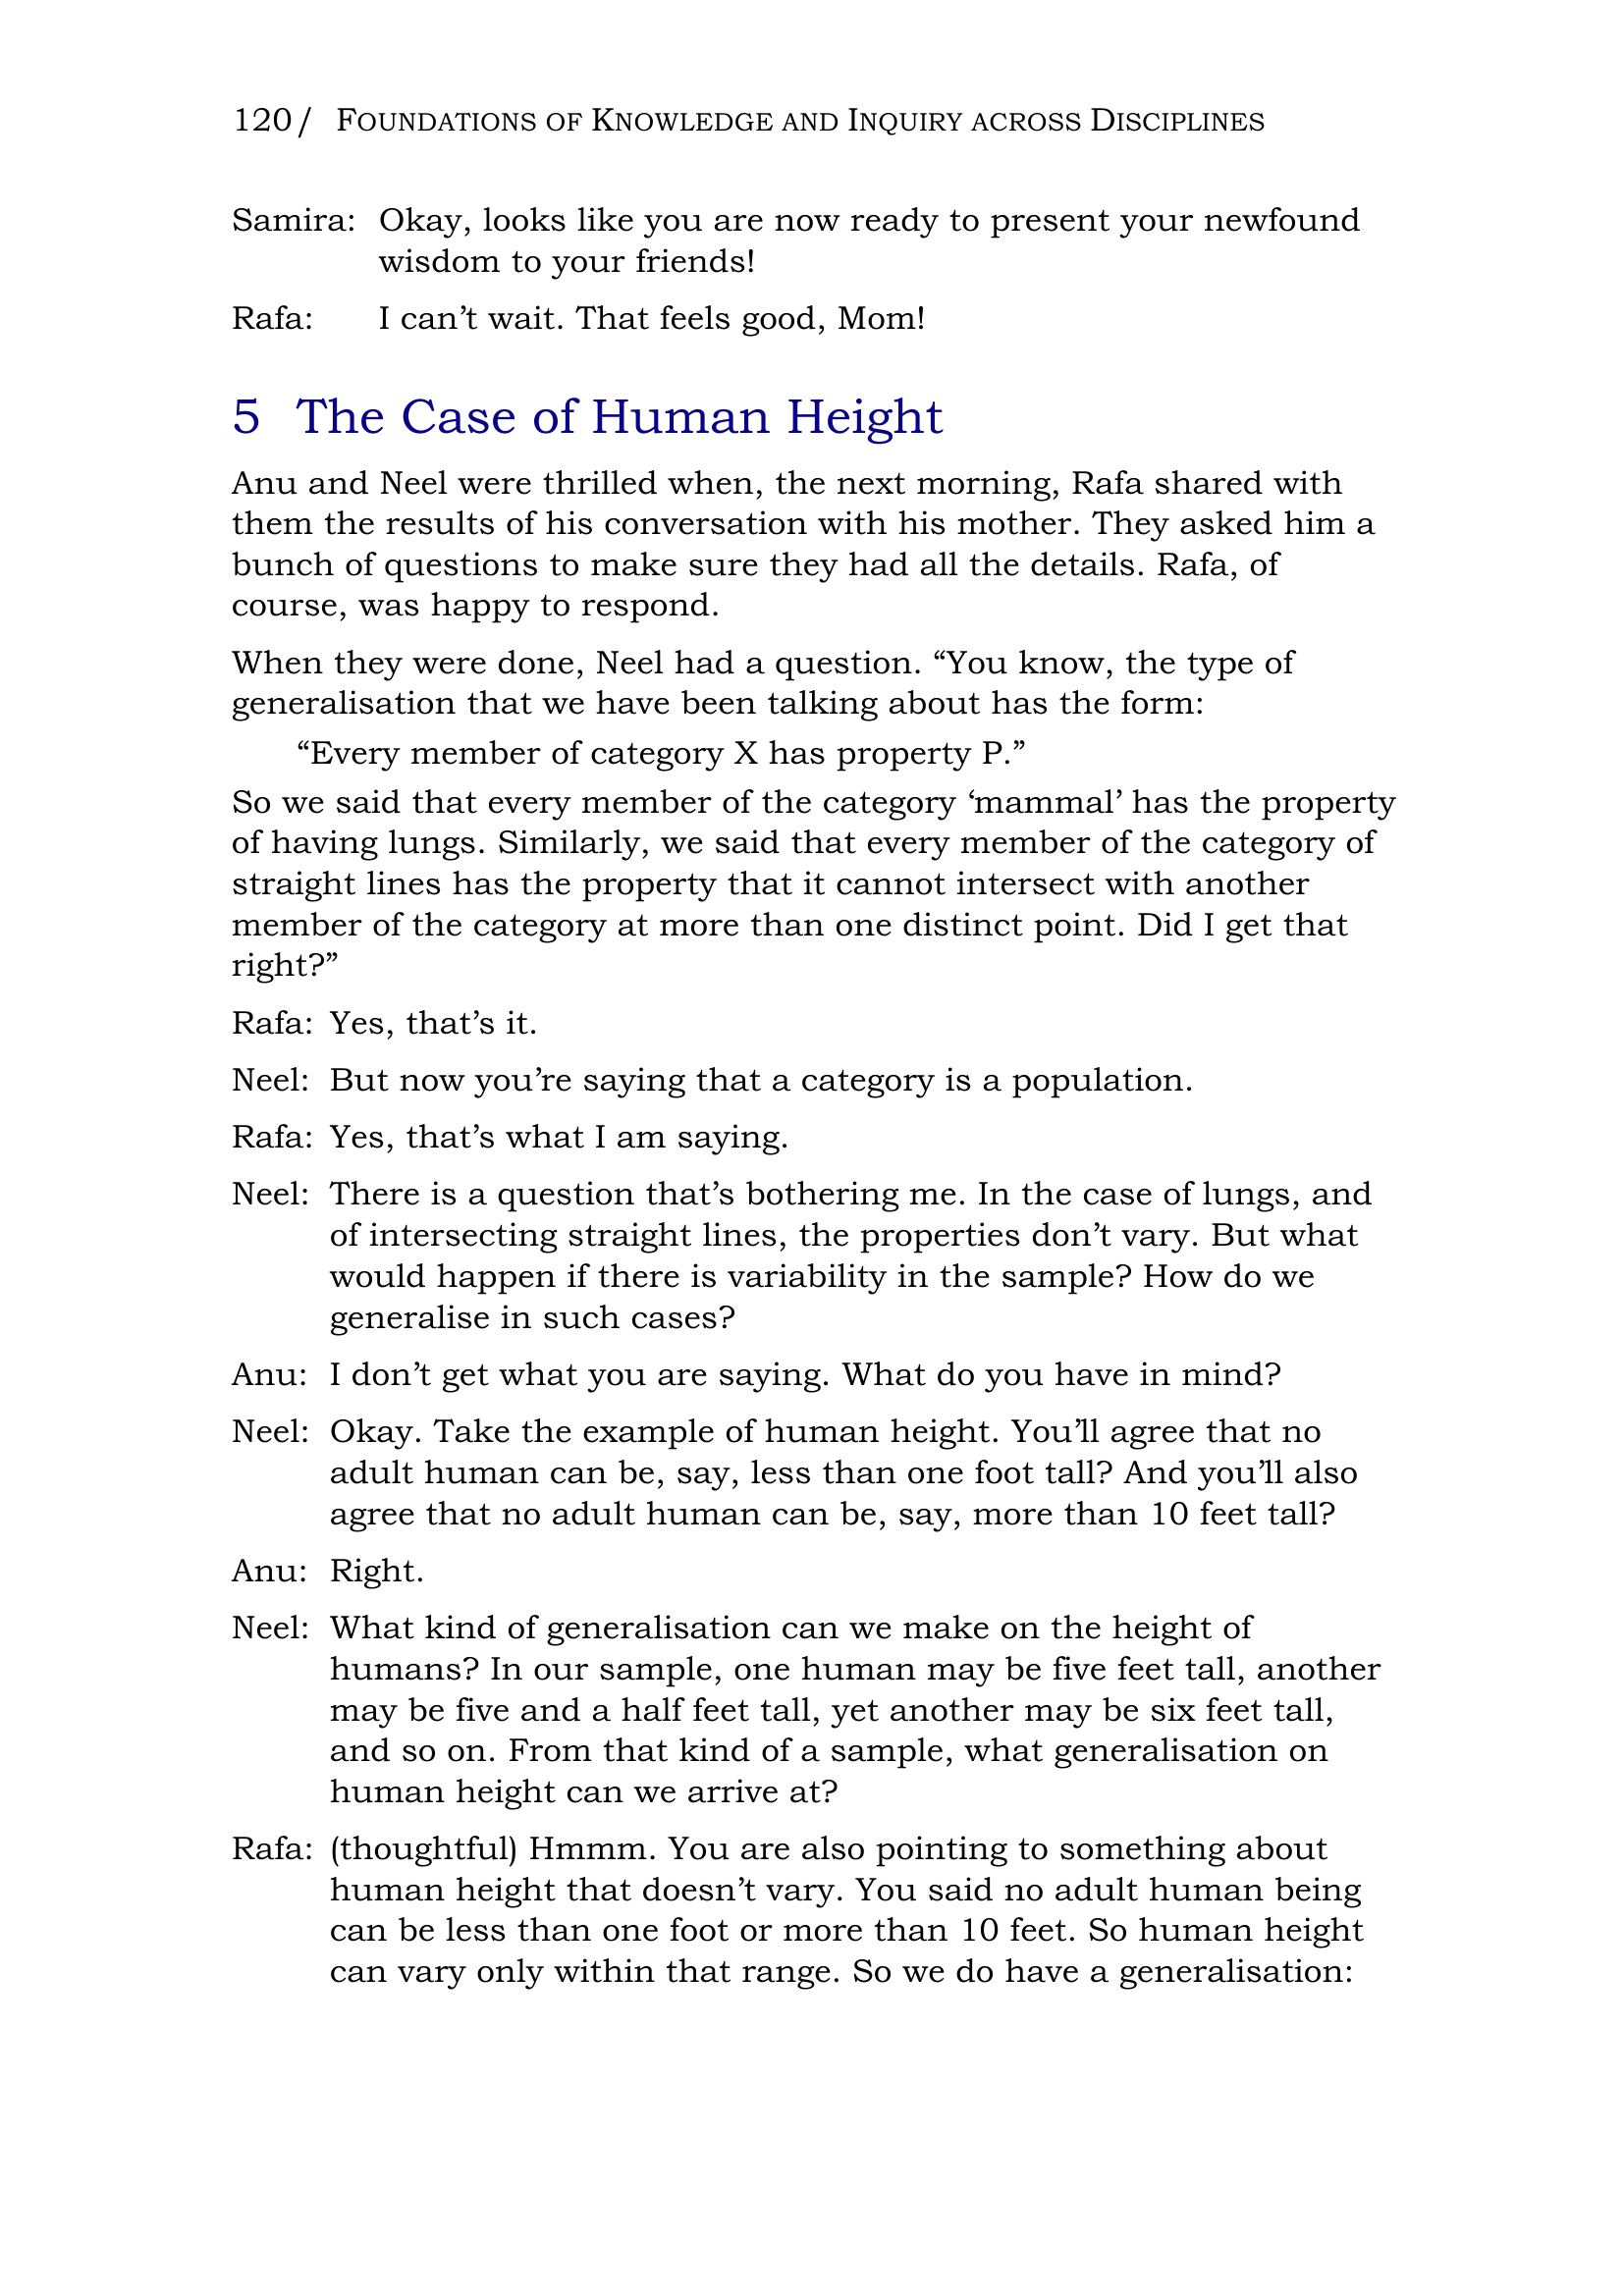 120/ FOUNDATIONS OF KNOWLEDGE AND INQUIRY ACROSS DISCIPLINES
Samira: Okay, looks like you are now ready to present your newfound
wisdom to your friends!
Rafa: I can’t wait. That feels good, Mom!
5 The Case of Human Height
Anu and Neel were thrilled when, the next morning, Rafa shared with
them the results of his conversation with his mother. They asked him a
bunch of questions to make sure they had all the details. Rafa, of
course, was happy to respond.
When they were done, Neel had a question. “You know, the type of
generalisation that we have been talking about has the form:
“Every member of category X has property P.”
So we said that every member of the category ‘mammal’ has the property
of having lungs. Similarly, we said that every member of the category of
straight lines has the property that it cannot intersect with another
member of the category at more than one distinct point. Did I get that
right?”
Rafa: Yes, that’s it.
Neel: But now you’re saying that a category is a population.
Rafa: Yes, that’s what I am saying.
Neel: There is a question that’s bothering me. In the case of lungs, and
of intersecting straight lines, the properties don’t vary. But what
would happen if there is variability in the sample? How do we
generalise in such cases?
Anu: I don’t get what you are saying. What do you have in mind?
Neel: Okay. Take the example of human height. You’ll agree that no
adult human can be, say, less than one foot tall? And you’ll also
agree that no adult human can be, say, more than 10 feet tall?
Anu: Right.
Neel: What kind of generalisation can we make on the height of
humans? In our sample, one human may be five feet tall, another
may be five and a half feet tall, yet another may be six feet tall,
and so on. From that kind of a sample, what generalisation on
human height can we arrive at?
Rafa: (thoughtful) Hmmm. You are also pointing to something about
human height that doesn’t vary. You said no adult human being
can be less than one foot or more than 10 feet. So human height
can vary only within that range. So we do have a generalisation: